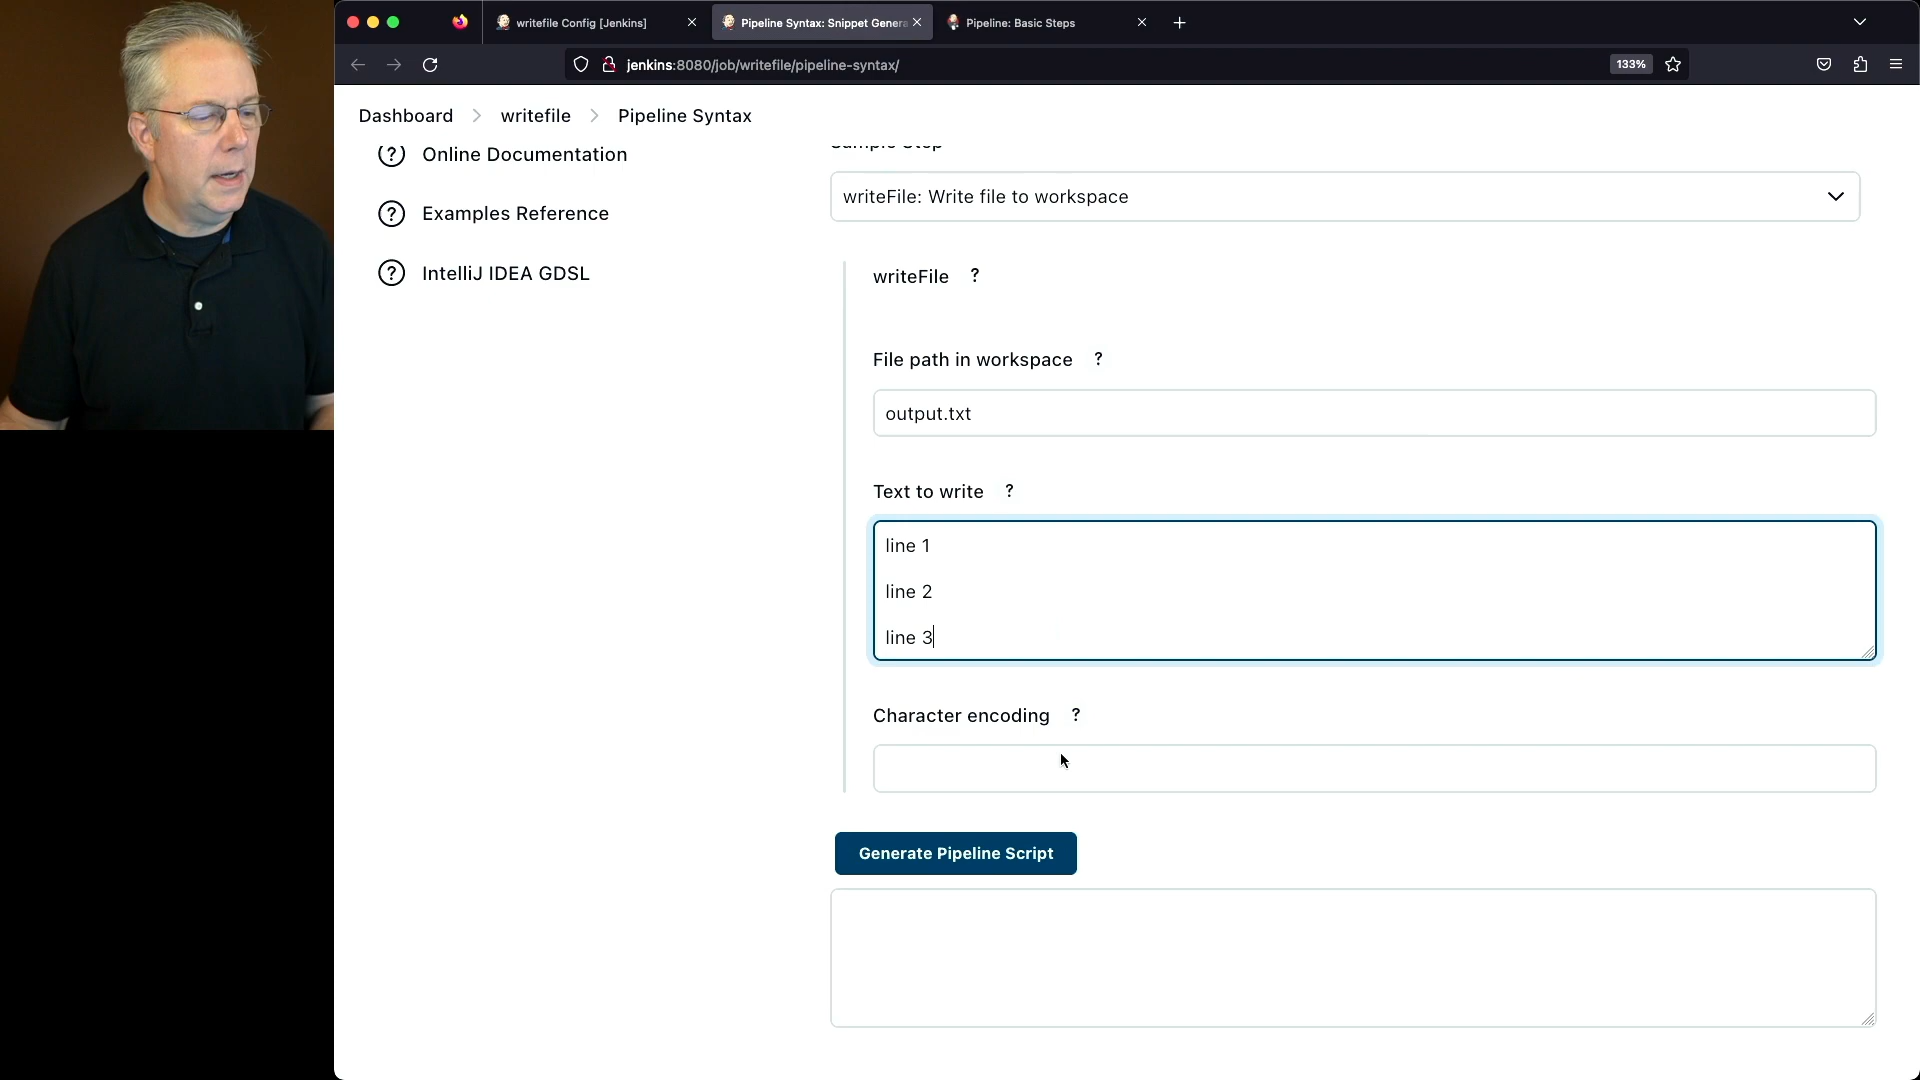 writefile Config [Jenkins]
Pipeline Syntax: Snippet Genera
Pipeline: Basic Steps
jenkins:8080/job/writefile/pipeline-syntax/
133%
Dashboard
writefile
Pipeline Syntax
? Online Documentation
? Examples Reference
? IntelliJ IDEA GDSL
Sample Step
writeFile: Write file to workspace
writeFile ?
File path in workspace ?
output.txt
Text to write ?
line 1
line 2
line 3
Character encoding ?
Generate Pipeline Script